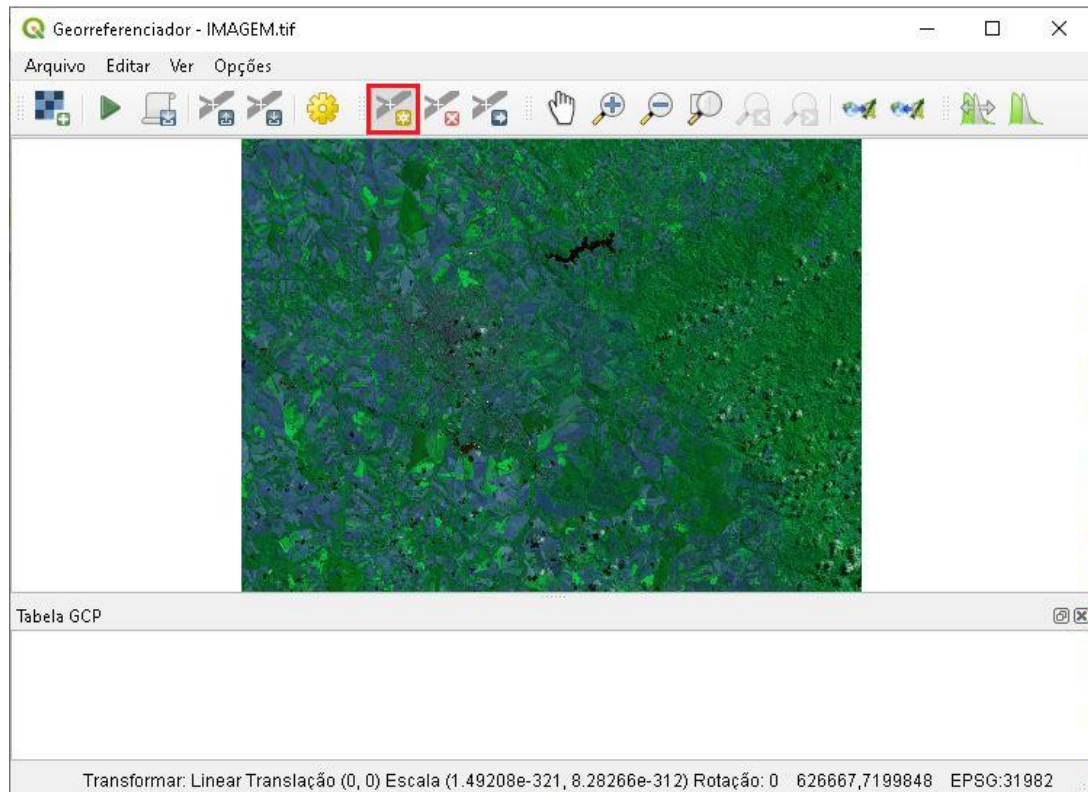 Georreferenciador - IMAGEM.tif
Arquivo Editar Ver Opções
Tabela GCP
Transformar: Linear Translação (0, 0) Escala (1.49208e-321, 8.28266e-312) Rotação: 0 626667,7199848 EPSG:31982